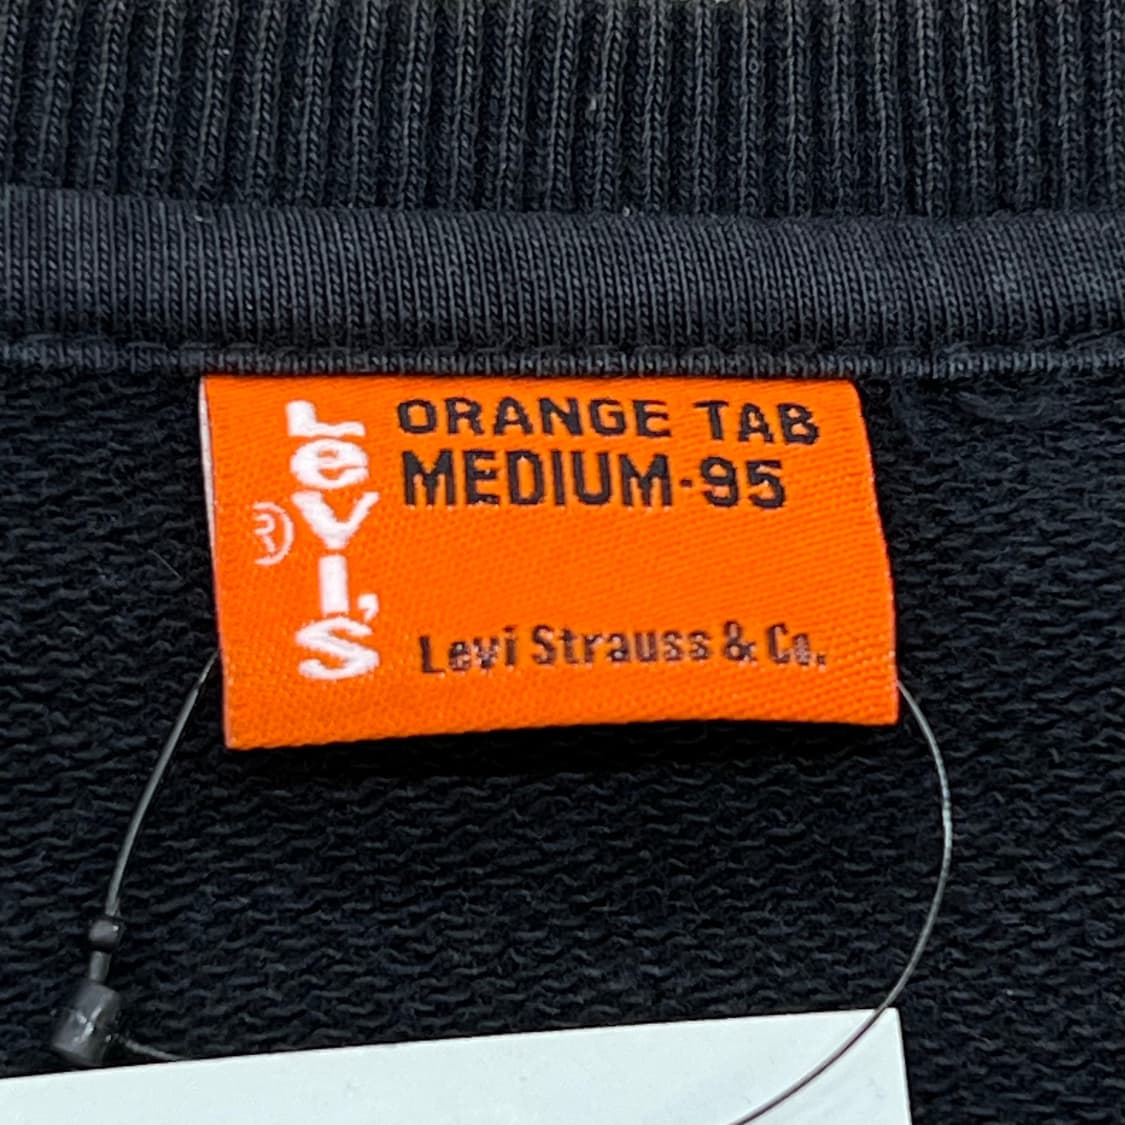 Levi's
®
ORANGE TAB
MEDIUM-95
Levi Strauss & Co.